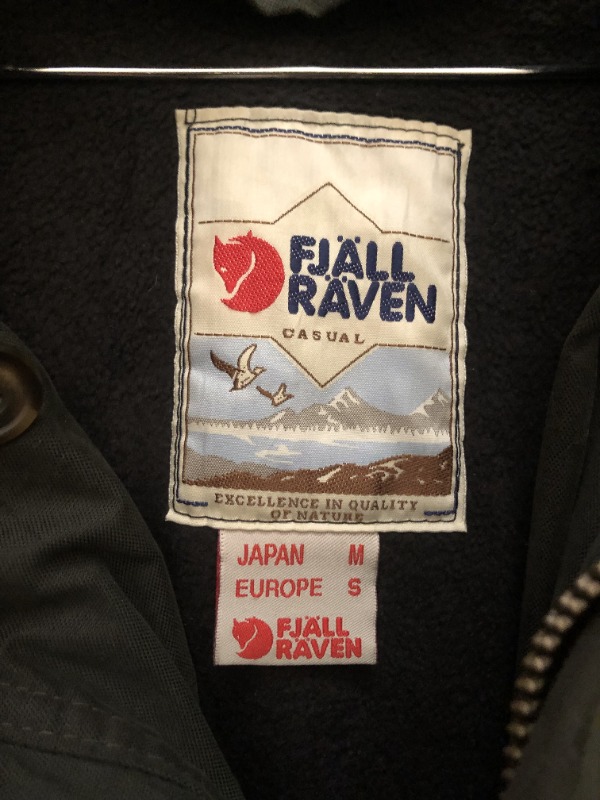 FJÄLL
RÄVEN
CASUAL
EXCELLENCE IN QUALITY
OF NATURE
JAPAN M
EUROPE S
FJÄLL
RÄVEN